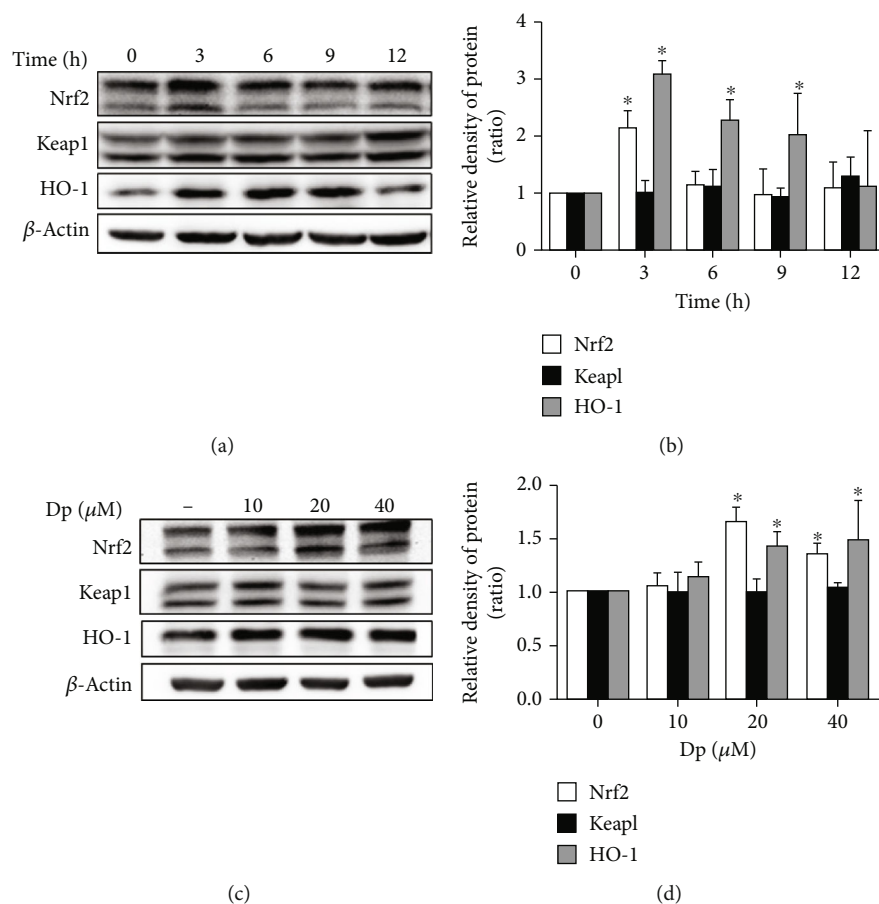 Time (h) 0 3 6 9 12
Nrf2
Keap1
HO-1
β-Actin
(a)
Relative density of protein
(ratio)
4
3
2
1
0
* * * *
0 3 6 9 12
Time (h)
Nrf2
Keapl
HO-1
(b)
Dp (μM) – 10 20 40
Nrf2
Keap1
HO-1
β-Actin
(c)
Relative density of protein
(ratio)
2.0
1.5
1.0
0.5
0.0
* * * *
0 10 20 40
Dp (μM)
Nrf2
Keapl
HO-1
(d)